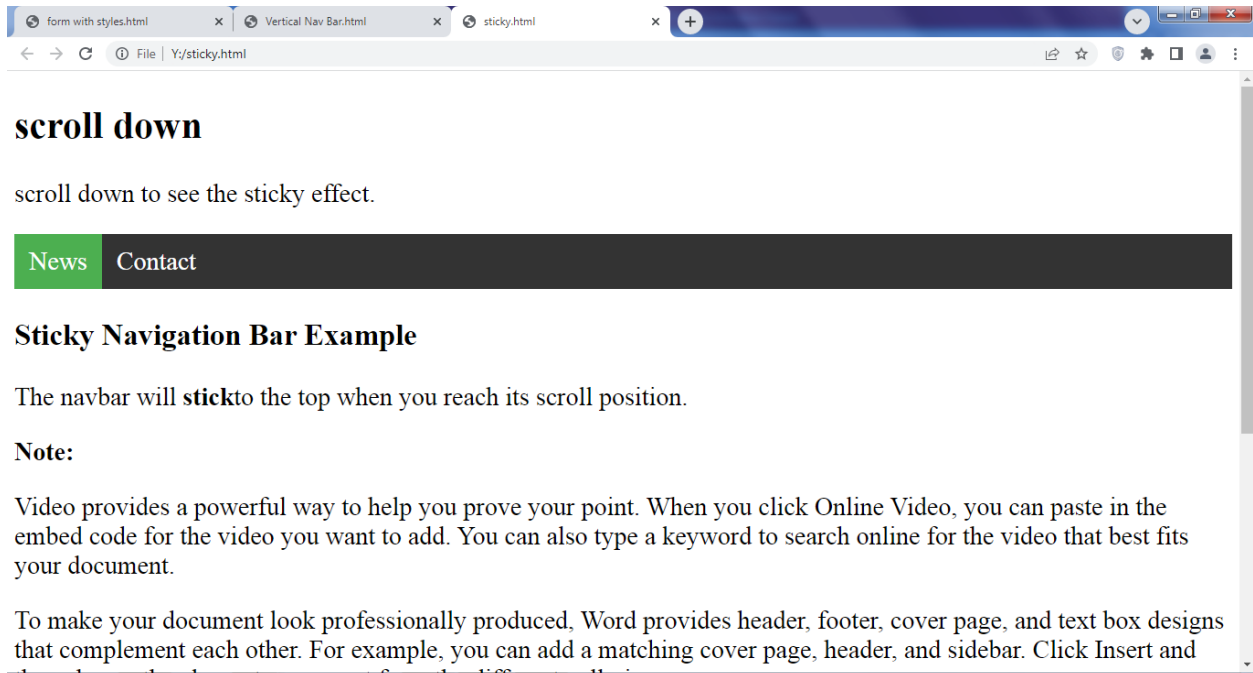 form with styles.html
Vertical Nav Bar.html
sticky.html
File | Y:/sticky.html
scroll down
scroll down to see the sticky effect.
News Contact
Sticky Navigation Bar Example
The navbar will stickto the top when you reach its scroll position.
Note:
Video provides a powerful way to help you prove your point. When you click Online Video, you can paste in the
embed code for the video you want to add. You can also type a keyword to search online for the video that best fits
your document.
To make your document look professionally produced, Word provides header, footer, cover page, and text box designs
that complement each other. For example, you can add a matching cover page, header, and sidebar. Click Insert and